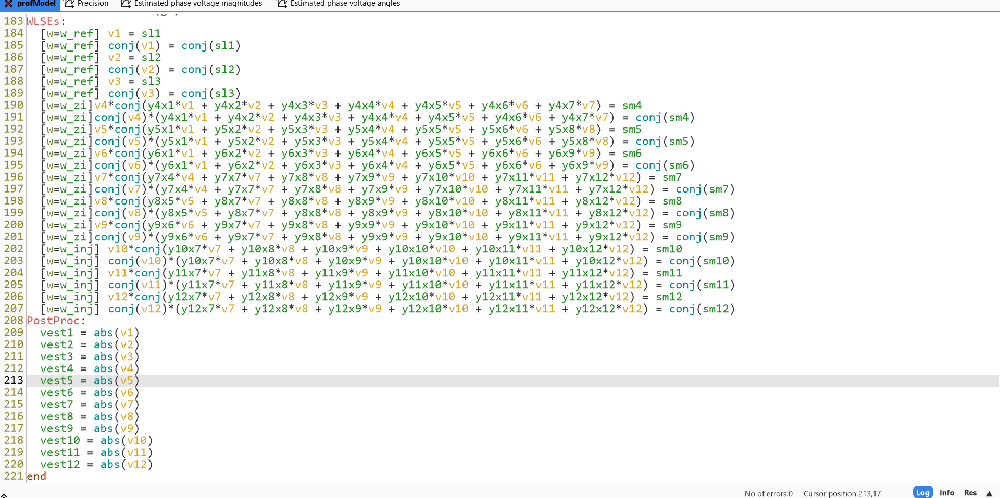 profModel Precision Estimated phase voltage magnitudes Estimated phase voltage angles
183 WLSEs:
184 [w=w_ref] v1 = sl1
185 [w=w_ref] conj(v1) = conj(sl1)
186 [w=w_ref] v2 = sl2
187 [w=w_ref] conj(v2) = conj(sl2)
188 [w=w_ref] v3 = sl3
189 [w=w_ref] conj(v3) = conj(sl3)
190 [w=w_zi]v4*conj(y4x1*v1 + y4x2*v2 + y4x3*v3 + y4x4*v4 + y4x5*v5 + y4x6*v6 + y4x7*v7) = sm4
191 [w=w_zi]conj(v4)*(y4x1*v1 + y4x2*v2 + y4x3*v3 + y4x4*v4 + y4x5*v5 + y4x6*v6 + y4x7*v7) = conj(sm4)
192 [w=w_zi]v5*conj(y5x1*v1 + y5x2*v2 + y5x3*v3 + y5x4*v4 + y5x5*v5 + y5x6*v6 + y5x8*v8) = sm5
193 [w=w_zi]conj(v5)*(y5x1*v1 + y5x2*v2 + y5x3*v3 + y5x4*v4 + y5x5*v5 + y5x6*v6 + y5x8*v8) = conj(sm5)
194 [w=w_zi]v6*conj(y6x1*v1 + y6x2*v2 + y6x3*v3 + y6x4*v4 + y6x5*v5 + y6x6*v6 + y6x9*v9) = sm6
195 [w=w_zi]conj(v6)*(y6x1*v1 + y6x2*v2 + y6x3*v3 + y6x4*v4 + y6x5*v5 + y6x6*v6 + y6x9*v9) = conj(sm6)
196 [w=w_zi]v7*conj(y7x4*v4 + y7x7*v7 + y7x8*v8 + y7x9*v9 + y7x10*v10 + y7x11*v11 + y7x12*v12) = sm7
197 [w=w_zi]conj(v7)*(y7x4*v4 + y7x7*v7 + y7x8*v8 + y7x9*v9 + y7x10*v10 + y7x11*v11 + y7x12*v12) = conj(sm7)
198 [w=w_zi]v8*conj(y8x5*v5 + y8x7*v7 + y8x8*v8 + y8x9*v9 + y8x10*v10 + y8x11*v11 + y8x12*v12) = sm8
199 [w=w_zi]conj(v8)*(y8x5*v5 + y8x7*v7 + y8x8*v8 + y8x9*v9 + y8x10*v10 + y8x11*v11 + y8x12*v12) = conj(sm8)
200 [w=w_zi]v9*conj(y9x6*v6 + y9x7*v7 + y9x8*v8 + y9x9*v9 + y9x10*v10 + y9x11*v11 + y9x12*v12) = sm9
201 [w=w_zi]conj(v9)*(y9x6*v6 + y9x7*v7 + y9x8*v8 + y9x9*v9 + y9x10*v10 + y9x11*v11 + y9x12*v12) = conj(sm9)
202 [w=w_inj] v10*conj(y10x7*v7 + y10x8*v8 + y10x9*v9 + y10x10*v10 + y10x11*v11 + y10x12*v12) = sm10
203 [w=w_inj] conj(v10)*(y10x7*v7 + y10x8*v8 + y10x9*v9 + y10x10*v10 + y10x11*v11 + y10x12*v12) = conj(sm10)
204 [w=w_inj] v11*conj(y11x7*v7 + y11x8*v8 + y11x9*v9 + y11x10*v10 + y11x11*v11 + y11x12*v12) = sm11
205 [w=w_inj] conj(v11)*(y11x7*v7 + y11x8*v8 + y11x9*v9 + y11x10*v10 + y11x11*v11 + y11x12*v12) = conj(sm11)
206 [w=w_inj] v12*conj(y12x7*v7 + y12x8*v8 + y12x9*v9 + y12x10*v10 + y12x11*v11 + y12x12*v12) = sm12
207 [w=w_inj] conj(v12)*(y12x7*v7 + y12x8*v8 + y12x9*v9 + y12x10*v10 + y12x11*v11 + y12x12*v12) = conj(sm12)
208 PostProc:
209 vest1 = abs(v1)
210 vest2 = abs(v2)
211 vest3 = abs(v3)
212 vest4 = abs(v4)
213 vest5 = abs(v5)
214 vest6 = abs(v6)
215 vest7 = abs(v7)
216 vest8 = abs(v8)
217 vest9 = abs(v9)
218 vest10 = abs(v10)
219 vest11 = abs(v11)
220 vest12 = abs(v12)
221 end
No of errors:0 Cursor position:213,17 Log Info Res ▲